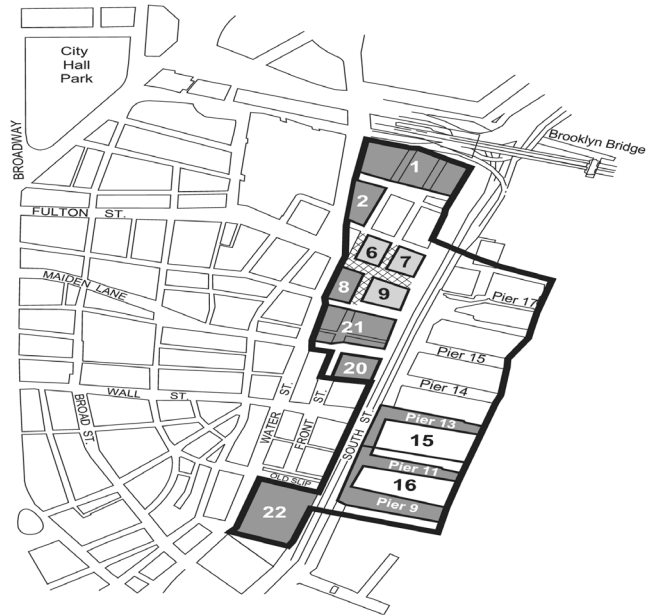 City
Hall
Park
BROADWAY
Brooklyn Bridge
1
2
FULTON ST.
6
7
MAIDEN LANE
8
9
Pier 17
21
Pier 15
20
Pier 14
WALL ST.
BROAD ST.
WATER ST.
FRONT ST.
SOUTH ST.
Pier 13
15
Pier 11
16
Pier 9
OLD SLIP
22